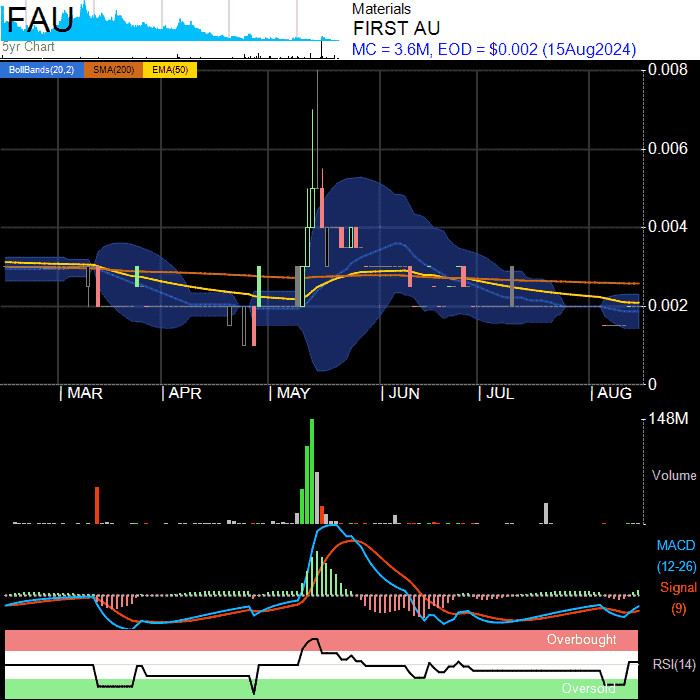 FAU
5yr Chart
Materials
FIRST AU
MC = 3.6M, EOD = $0.002 (15Aug2024)
BollBands(20,2) SMA(200) EMA(50)
0.008
0.006
0.004
0.002
0
MAR APR MAY JUN JUL AUG
148M
Volume
MACD
(12-26)
Signal
(9)
Overbought
RSI(14)
Oversold